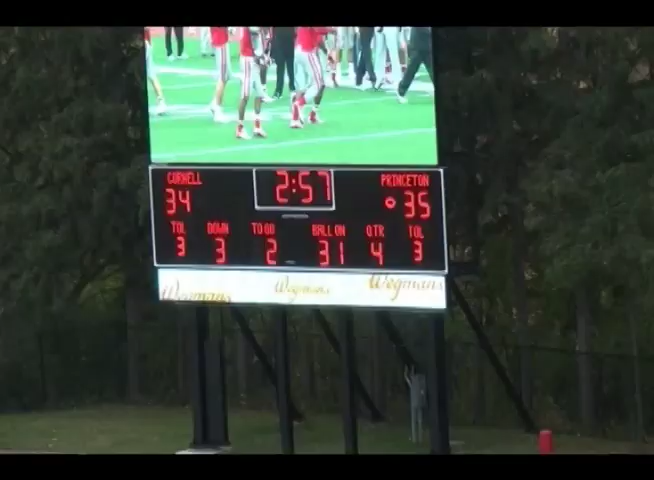 CORNELL 2:57 PRINCETON
34 35
TOL DOWN TO GO BALL ON QTR TOL
3 3 2 31 4 3
Wegmans Wegmans Wegmans